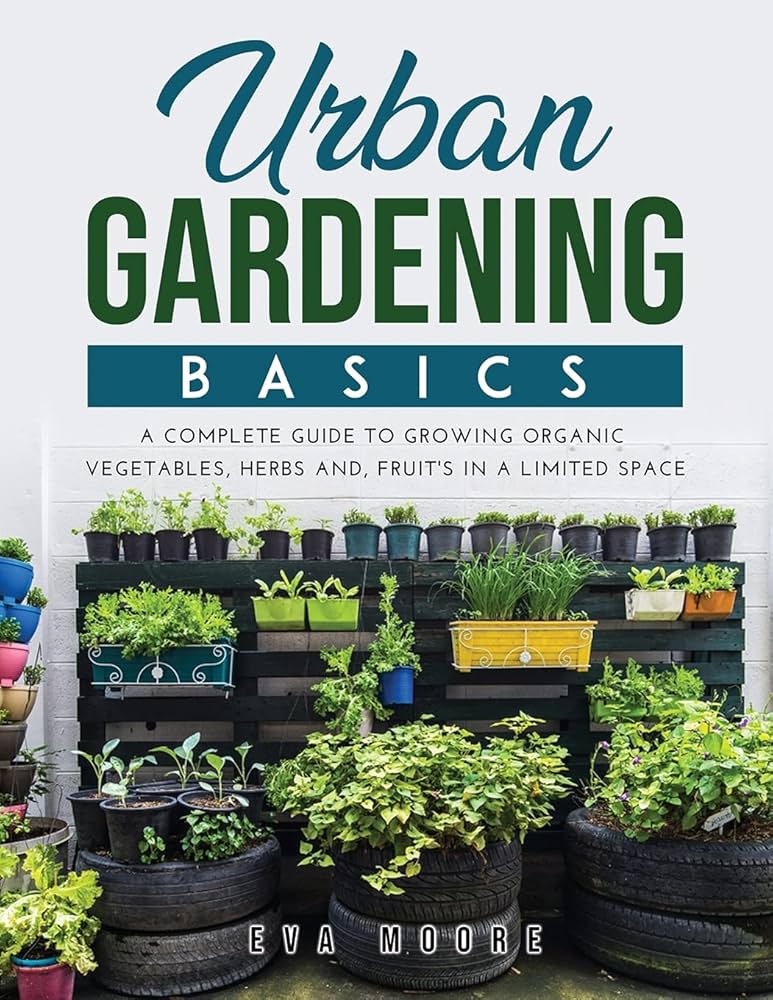 Urban
GARDENING
BASICS
A COMPLETE GUIDE TO GROWING ORGANIC
VEGETABLES, HERBS AND, FRUIT'S IN A LIMITED SPACE
EVA MOORE